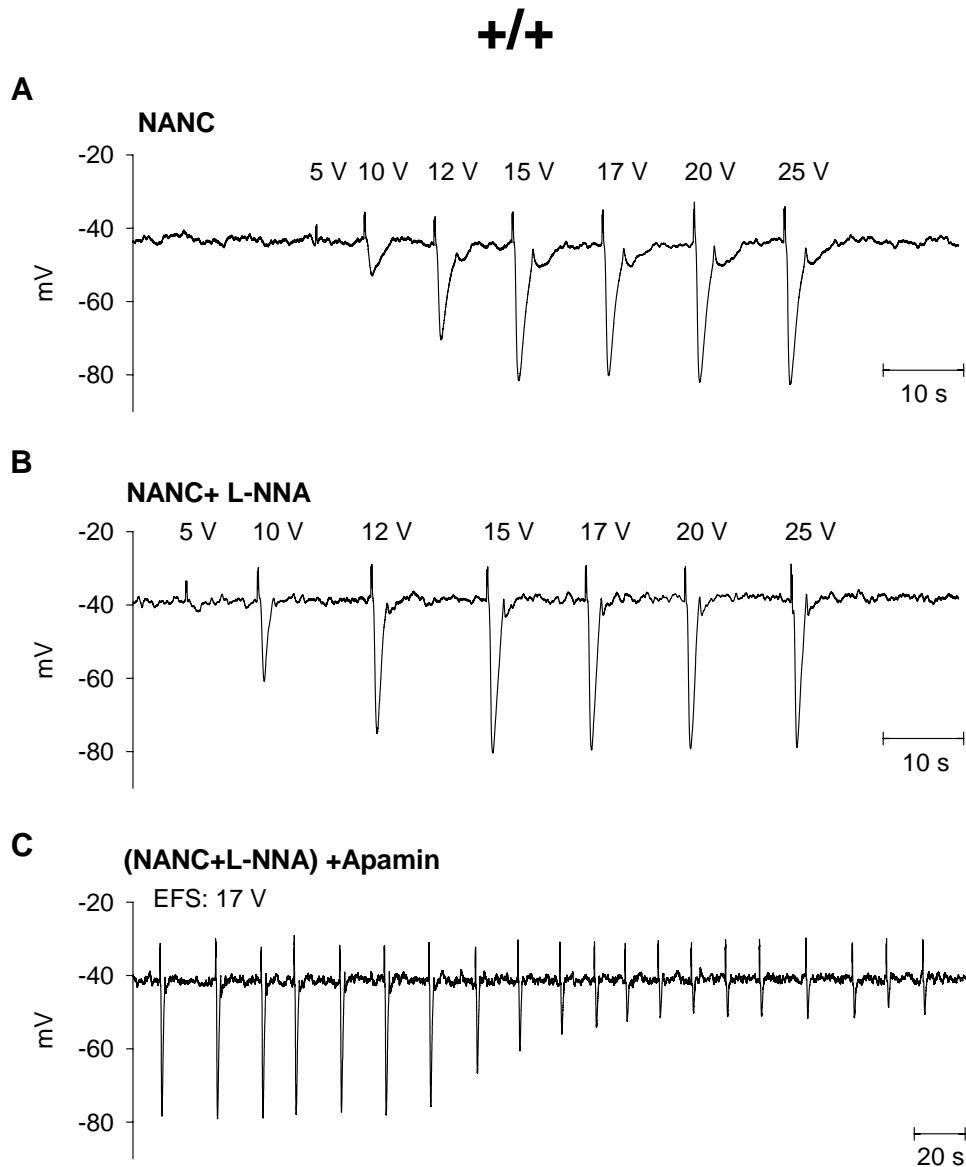 +/+
A
NANC
-20
5 V 10 V 12 V 15 V 17 V 20 V 25 V
-40
mV
-60
-80
10 s
B
NANC+ L-NNA
-20
5 V 10 V 12 V 15 V 17 V 20 V 25 V
-40
mV
-60
-80
10 s
C
(NANC+L-NNA) +Apamin
-20
EFS: 17 V
-40
mV
-60
-80
20 s